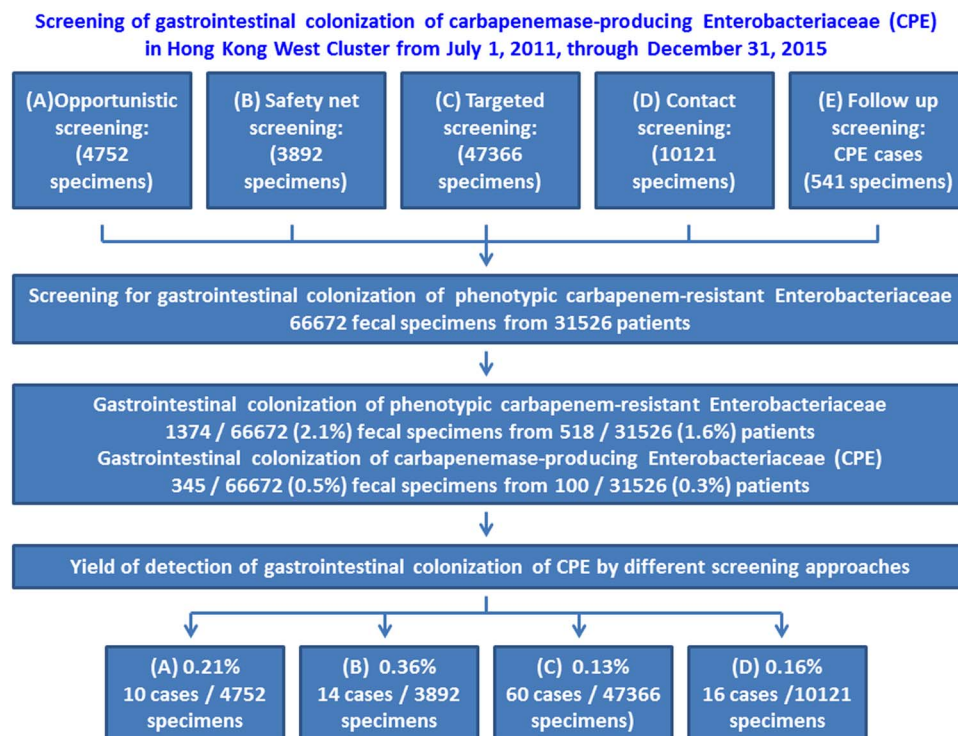 Screening of gastrointestinal colonization of carbapenemase-producing Enterobacteriaceae (CPE)
in Hong Kong West Cluster from July 1, 2011, through December 31, 2015
(A)Opportunistic
screening:
(4752
specimens)
(B) Safety net
screening:
(3892
specimens)
(C) Targeted
screening:
(47366
specimens)
(D) Contact
screening:
(10121
specimens)
(E) Follow up
screening:
CPE cases
(541 specimens)
Screening for gastrointestinal colonization of phenotypic carbapenem-resistant Enterobacteriaceae
66672 fecal specimens from 31526 patients
Gastrointestinal colonization of phenotypic carbapenem-resistant Enterobacteriaceae
1374 / 66672 (2.1%) fecal specimens from 518 / 31526 (1.6%) patients
Gastrointestinal colonization of carbapenemase-producing Enterobacteriaceae (CPE)
345 / 66672 (0.5%) fecal specimens from 100 / 31526 (0.3%) patients
Yield of detection of gastrointestinal colonization of CPE by different screening approaches
(A) 0.21%
10 cases / 4752
specimens
(B) 0.36%
14 cases / 3892
specimens
(C) 0.13%
60 cases / 47366
specimens)
(D) 0.16%
16 cases /10121
specimens